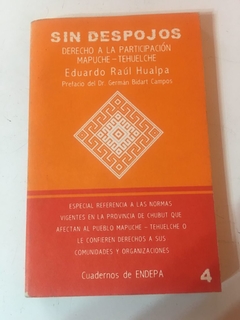 SIN DESPOJOS
DERECHO A LA PARTICIPACIÓN
MAPUCHE - TEHUELCHE
Eduardo Raúl Hualpa
Prefacio del Dr. Germán Bidart Campos
ESPECIAL REFERENCIA A LAS NORMAS
VIGENTES EN LA PROVINCIA DE CHUBUT QUE
AFECTAN AL PUEBLO MAPUCHE - TEHUELCHE O
LE CONFIEREN DERECHOS A SUS
COMUNIDADES Y ORGANIZACIONES
Cuadernos de ENDEPA
4